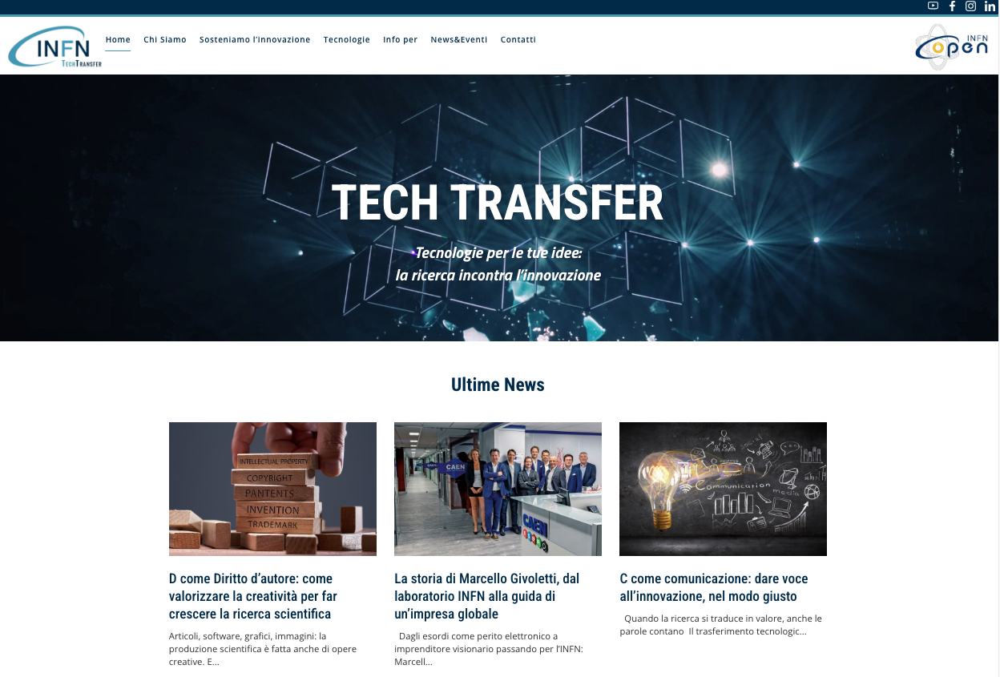 INFN
TECHTRANSFER
Home
Chi Siamo
Sosteniamo l'innovazione
Tecnologie
Info per
News&Eventi
Contatti
INFN
open
TECH TRANSFER
Tecnologie per le tue idee:
la ricerca incontra l'innovazione
Ultime News
INTELLECTUAL PROPERTY
COPYRIGHT
PANTENTS
INVENTION
TRADEMARK
CAEN
CAEN
Communication
media
social
D come Diritto d'autore: come
valorizzare la creatività per far
crescere la ricerca scientifica
Articoli, software, grafici, immagini: la
produzione scientifica è fatta anche di opere
creative. E...
La storia di Marcello Givoletti, dal
laboratorio INFN alla guida di
un'impresa globale
Dagli esordi come perito elettronico a
imprenditore visionario passando per l'INFN:
Marcell...
C come comunicazione: dare voce
all'innovazione, nel modo giusto
Quando la ricerca si traduce in valore, anche le
parole contano  Il trasferimento tecnologic...